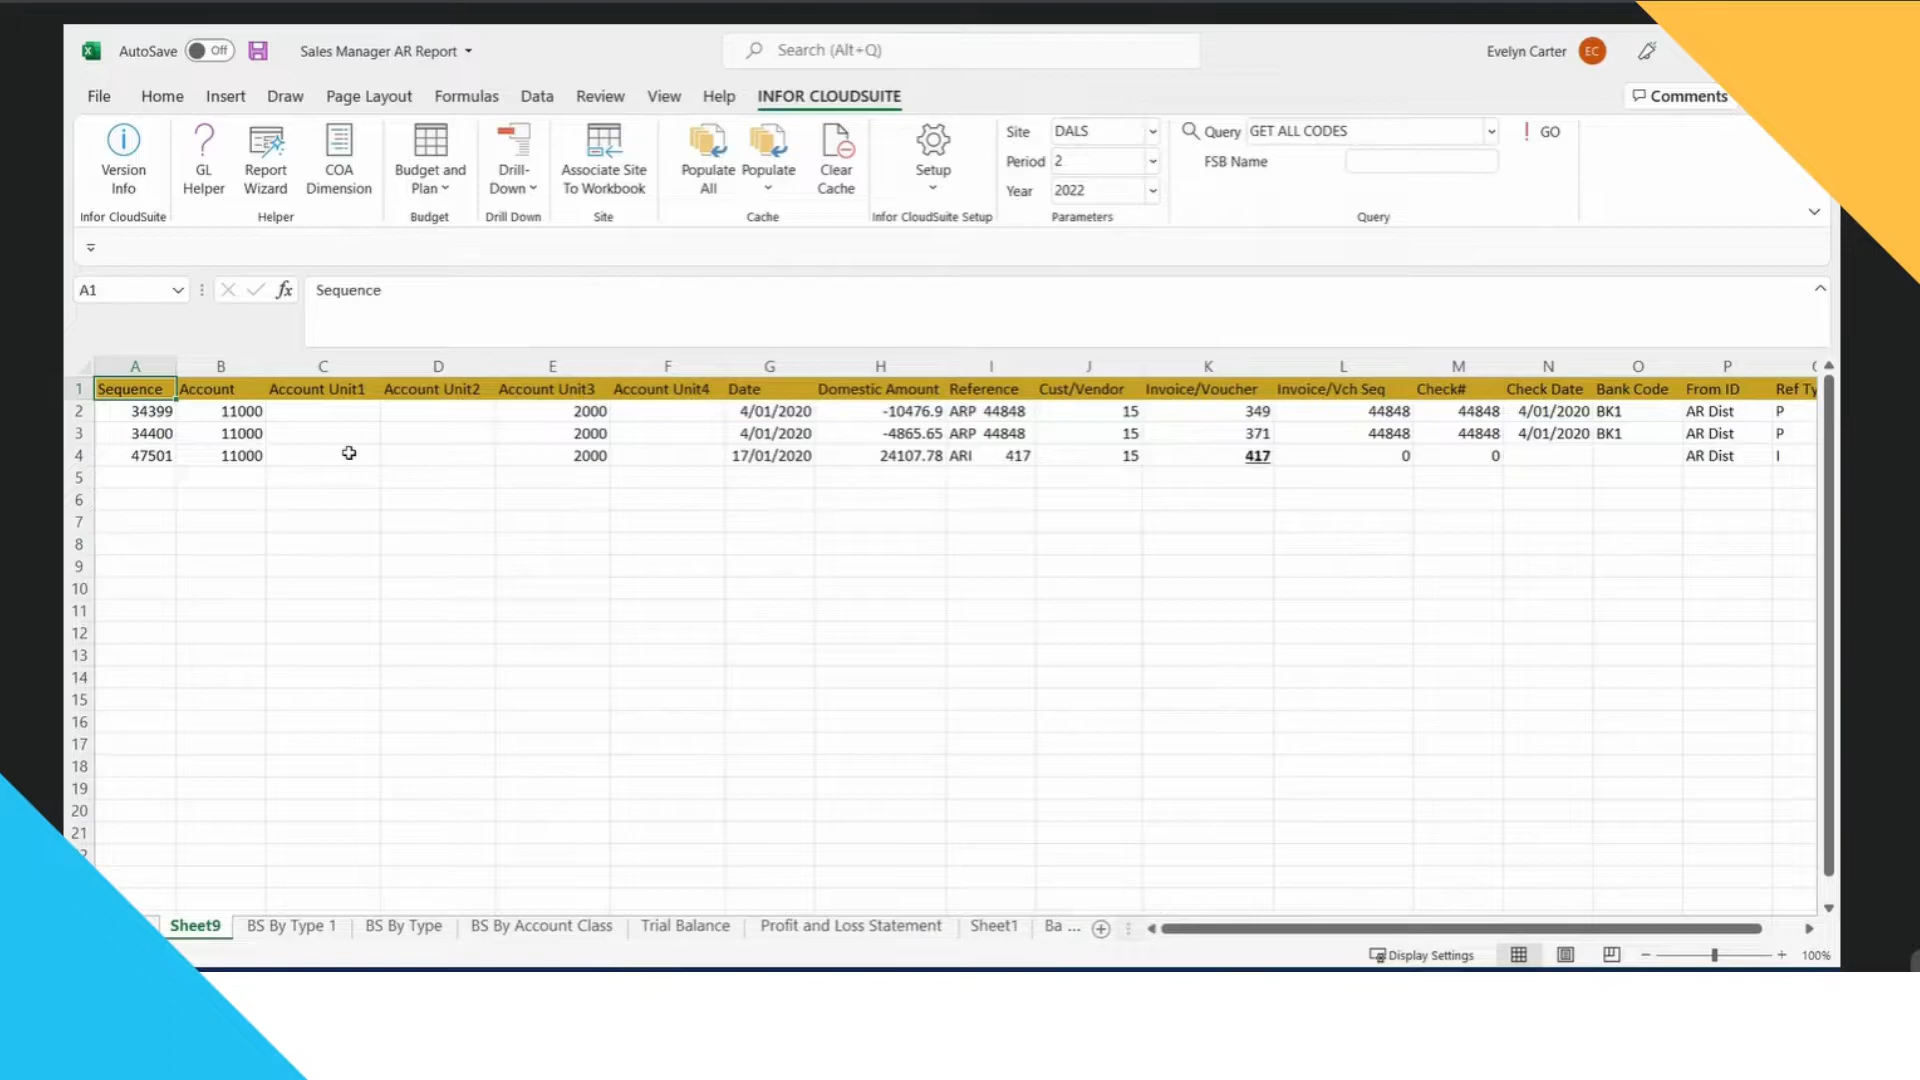 AutoSave Off Sales Manager AR Report Search (Alt+Q) Evelyn Carter EC
File Home Insert Draw Page Layout Formulas Data Review View Help INFOR CLOUDSUITE Comments
Version Info
GL Helper
Report Wizard
COA Dimension
Budget and Plan
Drill-Down
Associate Site To Workbook
Populate All
Populate
Clear Cache
Setup
Site DALS
Period 2
Year 2022
Query GET ALL CODES ! GO
FSB Name
Infor CloudSuite Helper Budget Drill Down Site Cache Infor CloudSuite Setup Parameters Query
A1 fx Sequence
A B C D E F G H I J K L M N O P
1 Sequence Account Account Unit1 Account Unit2 Account Unit3 Account Unit4 Date Domestic Amount Reference Cust/Vendor Invoice/Voucher Invoice/Vch Seq Check# Check Date Bank Code From ID Ref Ty
2 34399 11000 2000 4/01/2020 -10476.9 ARP 44848 15 349 44848 44848 4/01/2020 BK1 AR Dist P
3 34400 11000 2000 4/01/2020 -4865.65 ARP 44848 15 371 44848 44848 4/01/2020 BK1 AR Dist P
4 47501 11000 2000 17/01/2020 24107.78 ARI 417 15 417 0 0 AR Dist I
5
6
7
8
9
10
11
12
13
14
15
16
17
18
19
20
21
Sheet9 BS By Type 1 BS By Type BS By Account Class Trial Balance Profit and Loss Statement Sheet1 Ba ...
Display Settings 100%